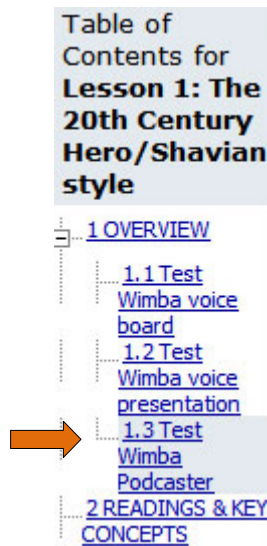 Table of
Contents for
Lesson 1: The
20th Century
Hero/Shavian
style
1 OVERVIEW
1.1 Test
Wimba voice
board
1.2 Test
Wimba voice
presentation
1.3 Test
Wimba
Podcaster
2 READINGS & KEY
CONCEPTS